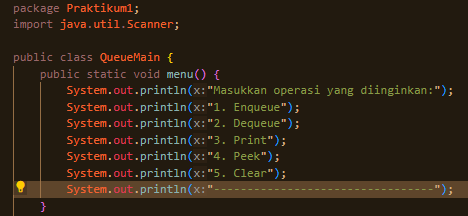 package Praktikum1;
import java.util.Scanner;
public class QueueMain {
public static void menu() {
System.out.println(x:"Masukkan operasi yang diinginkan:");
System.out.println(x:"1. Enqueue");
System.out.println(x:"2. Dequeue");
System.out.println(x:"3. Print");
System.out.println(x:"4. Peek");
System.out.println(x:"5. Clear");
System.out.println(x:"---------------------------------");
}